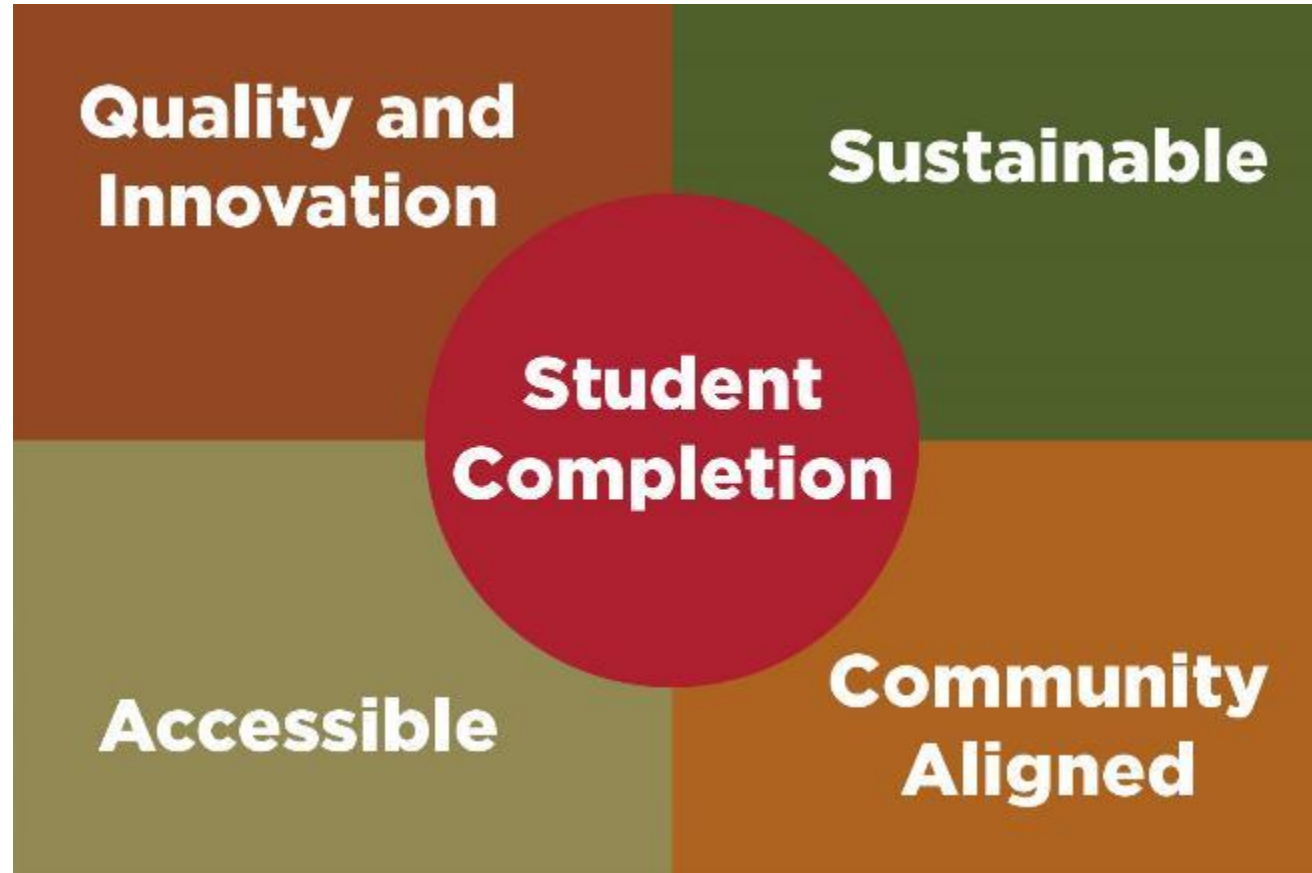 Quality and
Innovation
Sustainable
Student
Completion
Accessible
Community
Aligned